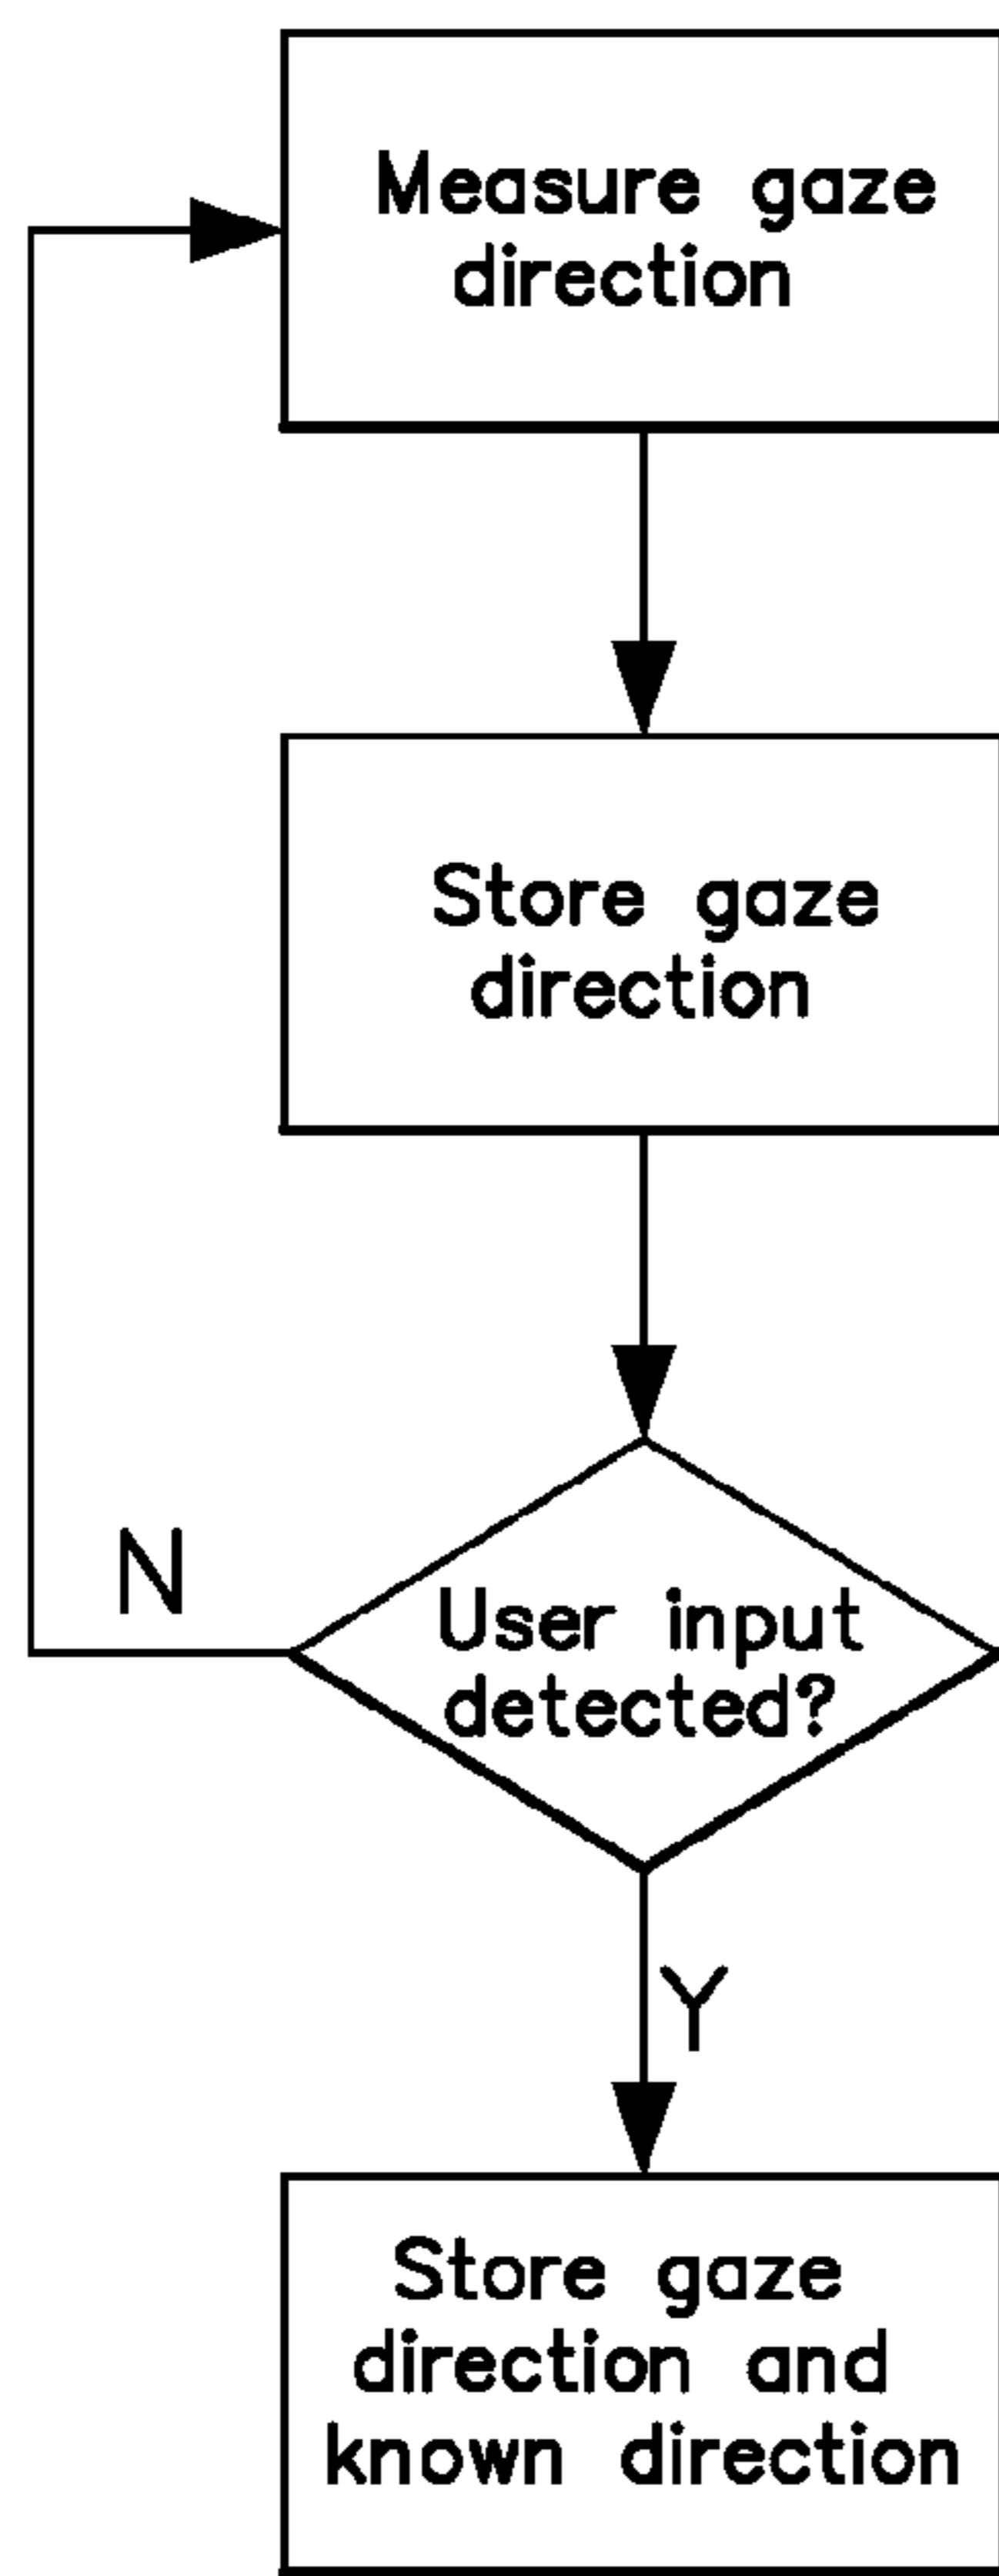 Measure gaze
direction
Store gaze
direction
N
User input
detected?
Y
Store gaze
direction and
known direction